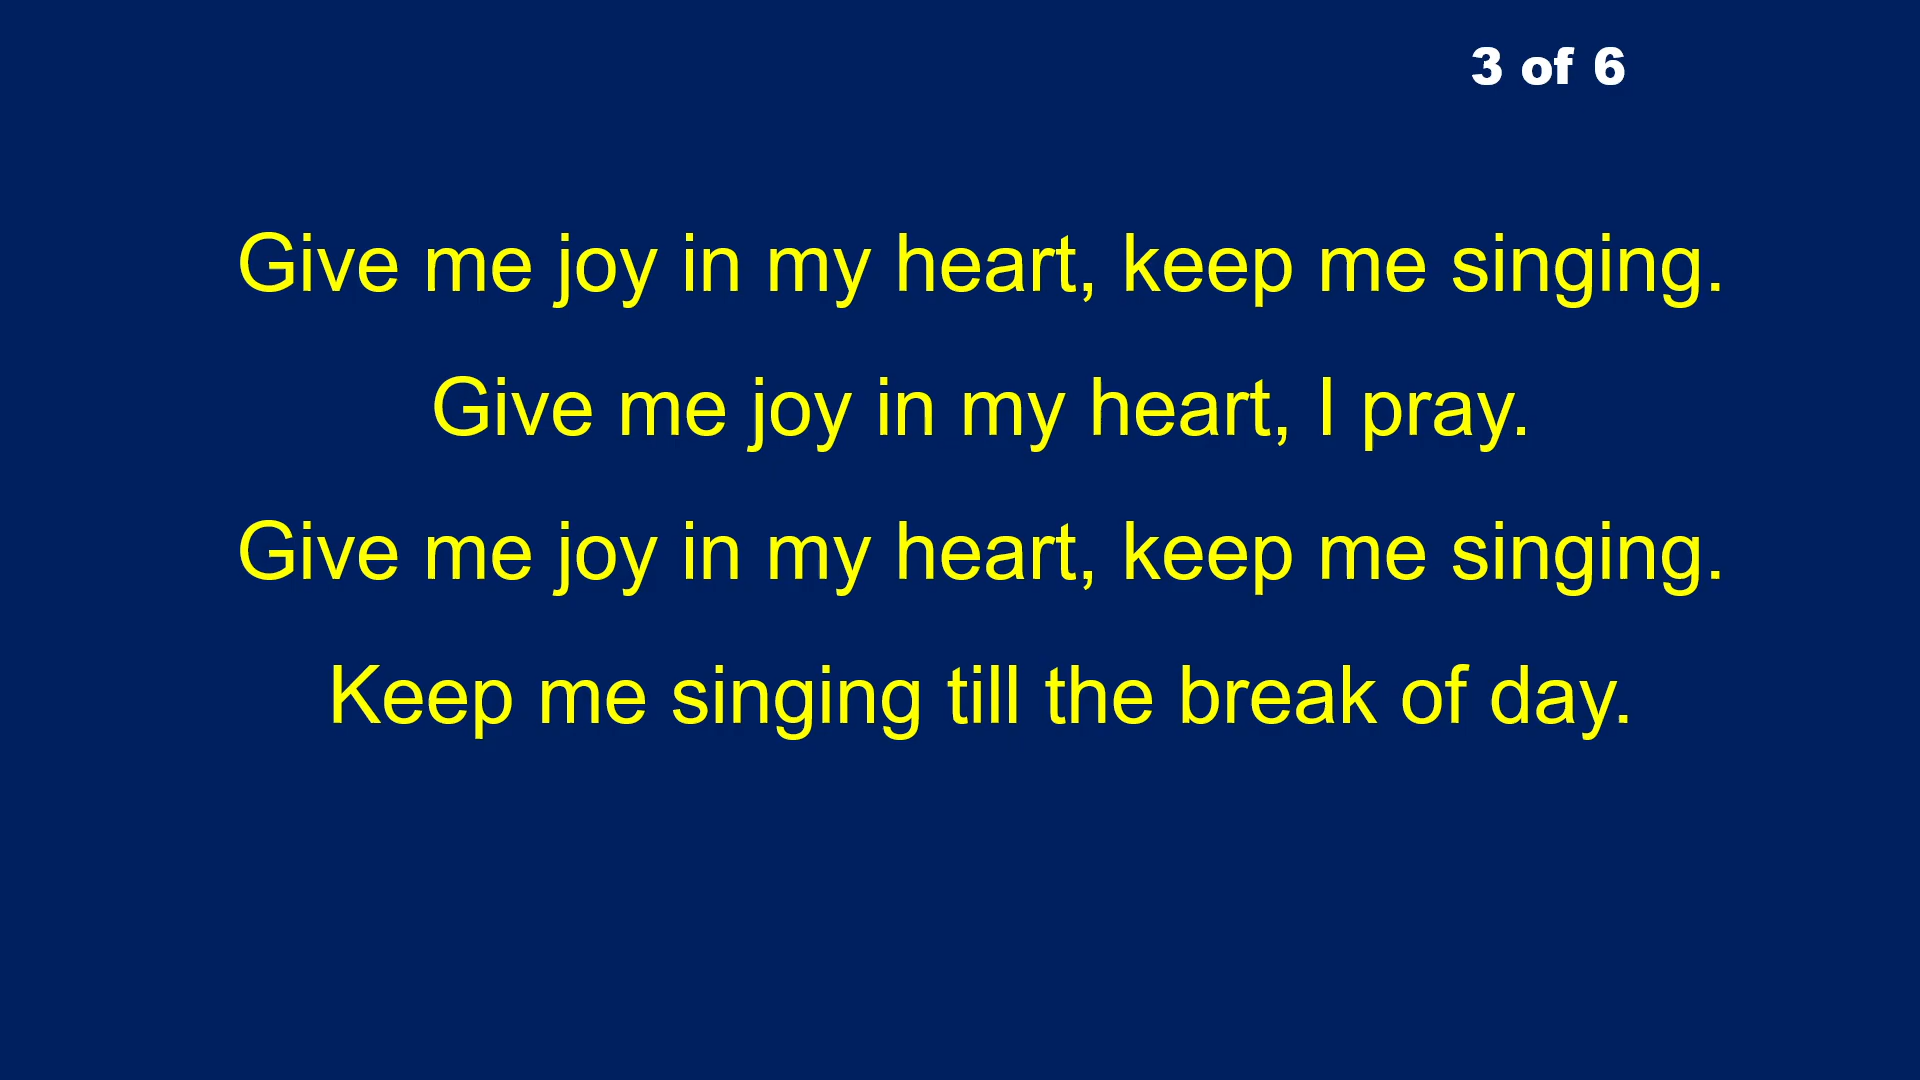 3 of 6
Give me joy in my heart, keep me singing.
Give me joy in my heart, I pray.
Give me joy in my heart, keep me singing.
Keep me singing till the break of day.